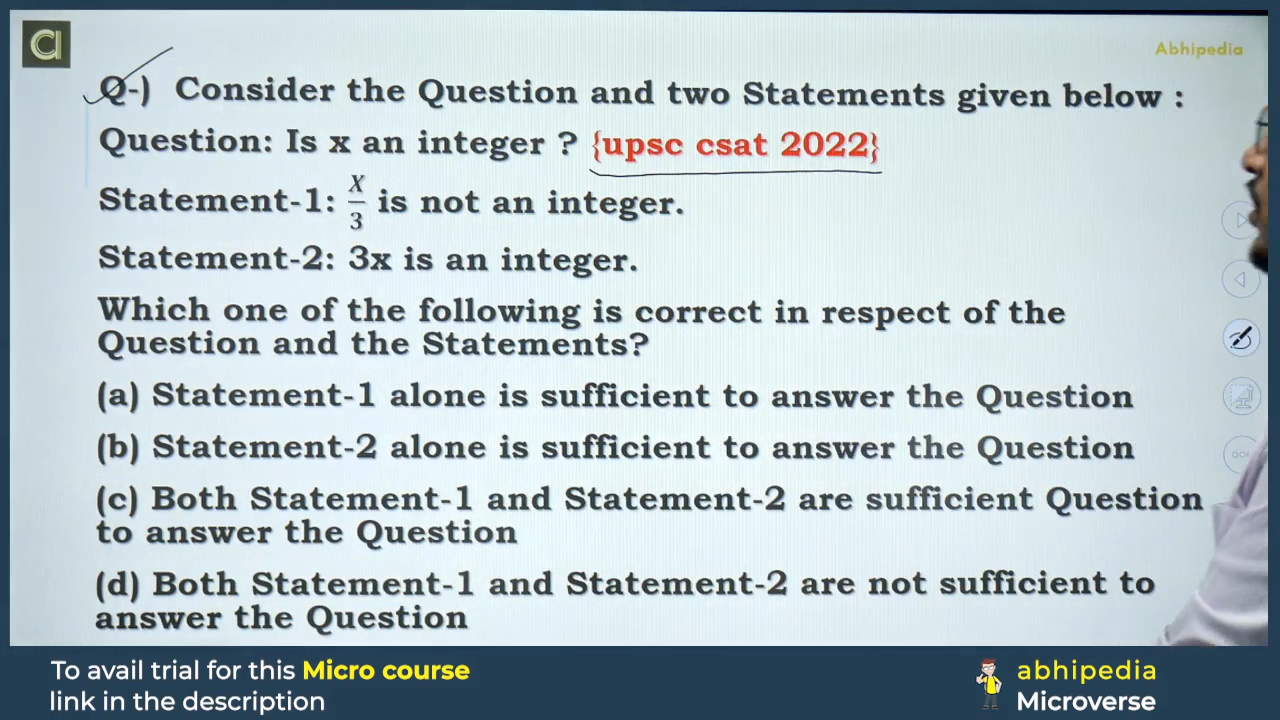 Abhipedia
Q-) Consider the Question and two Statements given below :
Question: Is x an integer ? {upsc csat 2022}
Statement-1: X/3 is not an integer.
Statement-2: 3x is an integer.
Which one of the following is correct in respect of the
Question and the Statements?
(a) Statement-1 alone is sufficient to answer the Question
(b) Statement-2 alone is sufficient to answer the Question
(c) Both Statement-1 and Statement-2 are sufficient Question
to answer the Question
(d) Both Statement-1 and Statement-2 are not sufficient to
answer the Question
To avail trial for this Micro course
link in the description
abhipedia
Microverse